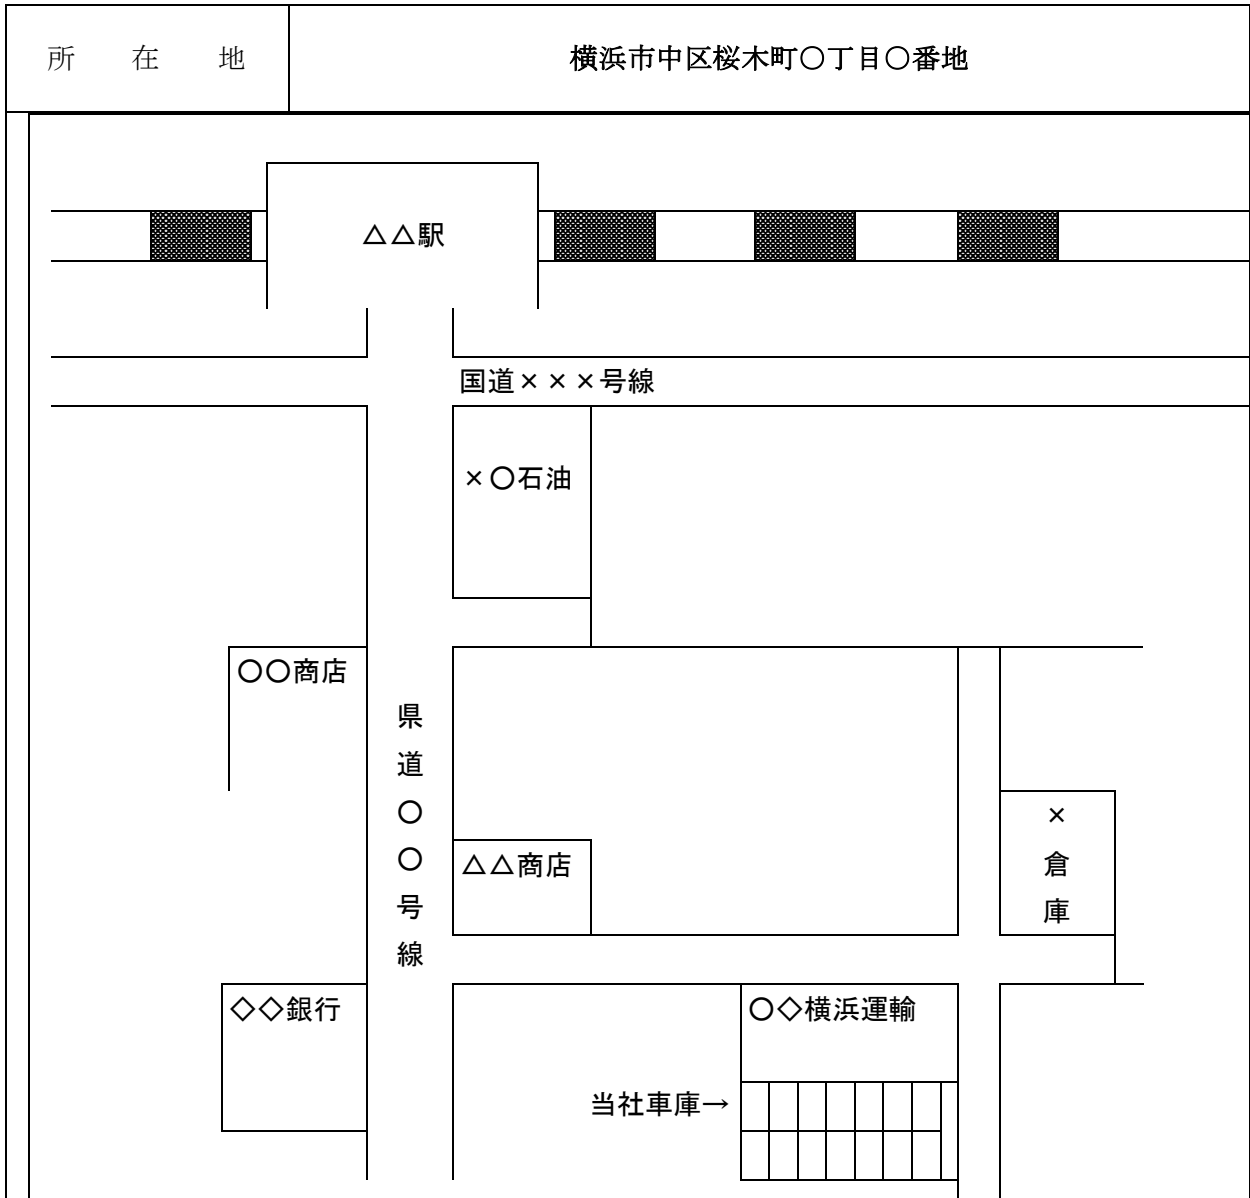 所在地
横浜市中区桜木町〇丁目〇番地
△△駅
国道×××号線
×〇石油
〇〇商店
県道〇〇号線
△△商店
×倉庫
◇◇銀行
〇◇横浜運輸
当社車庫→